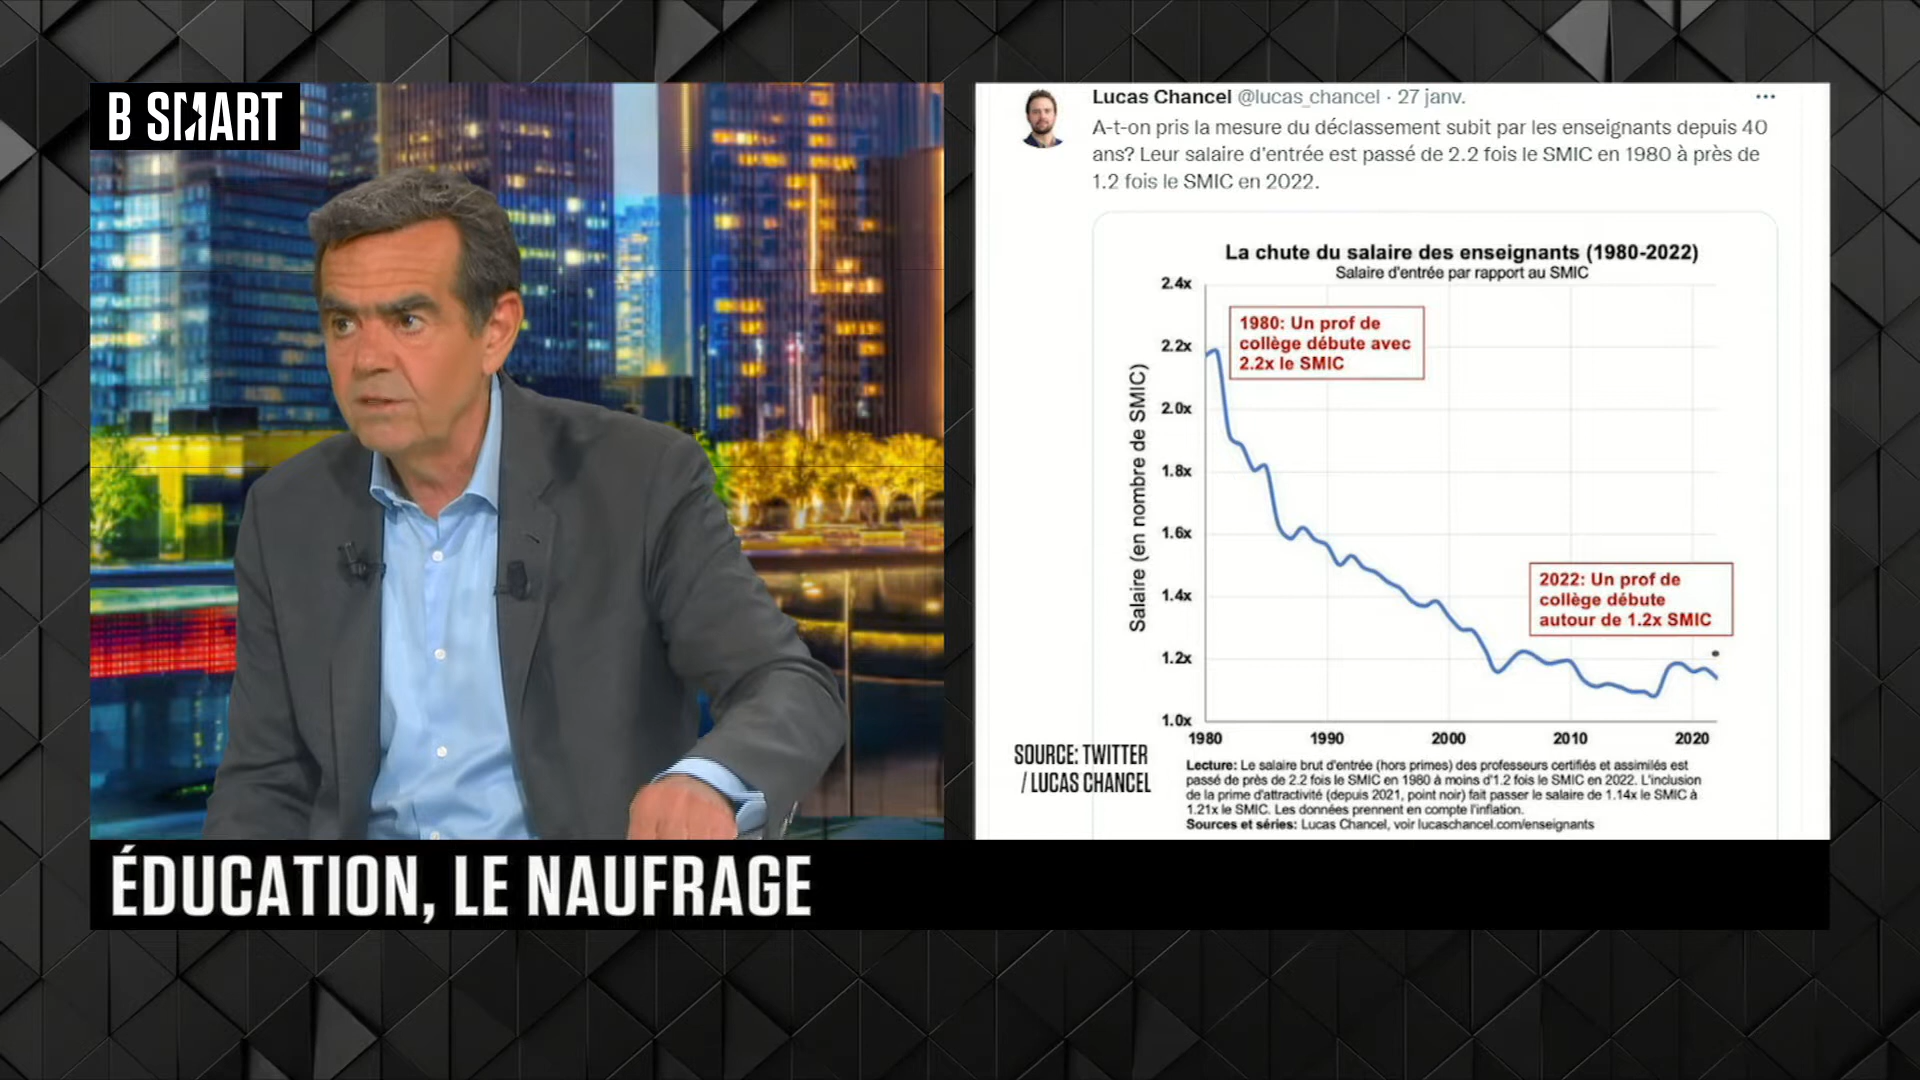 B SMART
Lucas Chancel @lucas_chancel · 27 janv.
A-t-on pris la mesure du déclassement subit par les enseignants depuis 40
ans? Leur salaire d'entrée est passé de 2.2 fois le SMIC en 1980 à près de
1.2 fois le SMIC en 2022.
La chute du salaire des enseignants (1980-2022)
Salaire d'entrée par rapport au SMIC
Salaire (en nombre de SMIC)
2.4x
2.2x
2.0x
1.8x
1.6x
1.4x
1.2x
1.0x
1980: Un prof de
collège débute avec
2.2x le SMIC
2022: Un prof de
collège débute
autour de 1.2x SMIC
1980 1990 2000 2010 2020
Lecture: Le salaire brut d'entrée (hors primes) des professeurs certifiés et assimilés est
passé de près de 2.2 fois le SMIC en 1980 à moins d'1.2 fois le SMIC en 2022. L'inclusion
de la prime d'attractivité (depuis 2021, point noir) fait passer le salaire de 1.14x le SMIC à
1.21x le SMIC. Les données prennent en compte l'inflation.
Sources et séries: Lucas Chancel, voir lucaschancel.com/enseignants
SOURCE: TWITTER
/ LUCAS CHANCEL
ÉDUCATION, LE NAUFRAGE